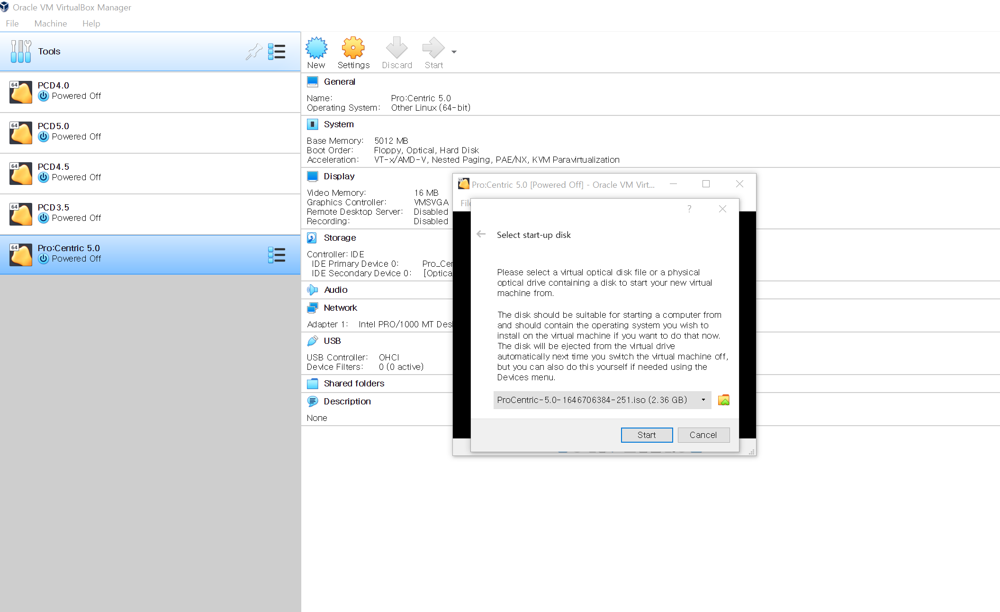 Oracle VM VirtualBox Manager
File Machine Help
Tools
64 PCD4.0
Powered Off
64 PCD5.0
Powered Off
64 PCD4.5
Powered Off
64 PCD3.5
Powered Off
64 Pro:Centric 5.0
Powered Off
New Settings Discard Start
General
Name: Pro:Centric 5.0
Operating System: Other Linux (64-bit)
System
Base Memory: 5012 MB
Boot Order: Floppy, Optical, Hard Disk
Acceleration: VT-x/AMD-V, Nested Paging, PAE/NX, KVM Paravirtualization
Display
Video Memory: 16 MB
Graphics Controller: VMSVGA
Remote Desktop Server: Disabled
Recording: Disabled
Storage
Controller: IDE
IDE Primary Device 0: Pro_Cen
IDE Secondary Device 0: [Optica
Audio
Network
Adapter 1: Intel PRO/1000 MT Des
USB
USB Controller: OHCI
Device Filters: 0 (0 active)
Shared folders
Description
None
64 Pro:Centric 5.0 [Powered Off] - Oracle VM Virt...
File
?
Select start-up disk
Please select a virtual optical disk file or a physical
optical drive containing a disk to start your new virtual
machine from.
The disk should be suitable for starting a computer from
and should contain the operating system you wish to
install on the virtual machine if you want to do that now.
The disk will be ejected from the virtual drive
automatically next time you switch the virtual machine off,
but you can also do this yourself if needed using the
Devices menu.
ProCentric-5.0-1646706384-251.iso (2.36 GB)
Start Cancel